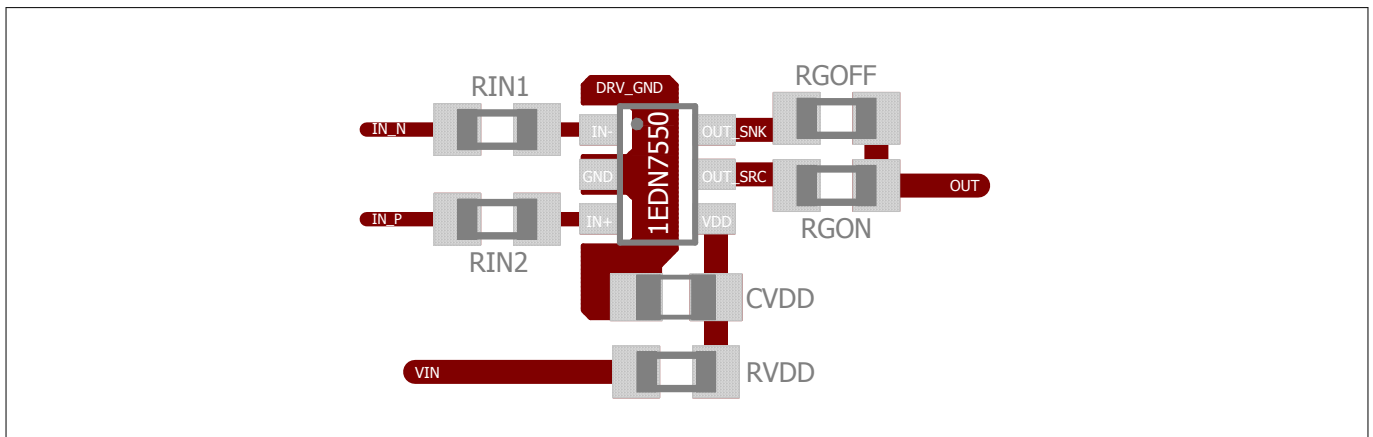 RGOFF
RIN1
DRV_GND
IN_N
IN-
OUT_SNK
1EDN7550
GND
OUT_SRC
OUT
IN_P
IN+
VDD
RGON
RIN2
CVDD
VIN
RVDD